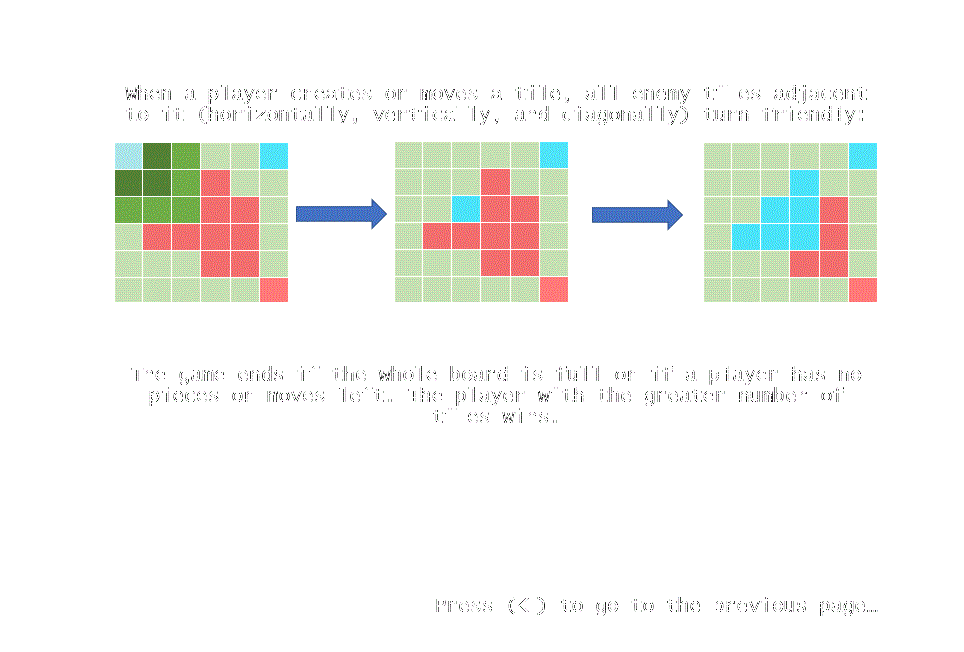 When a player creates or moves a tile, all enemy tiles adjacent
to it (horizontally, vertically, and diagonally) turn friendly:
The game ends if the whole board is full or if a player has no
pieces or moves left. The player with the greater number of
tiles wins.
Press (K) to go to the previous page…